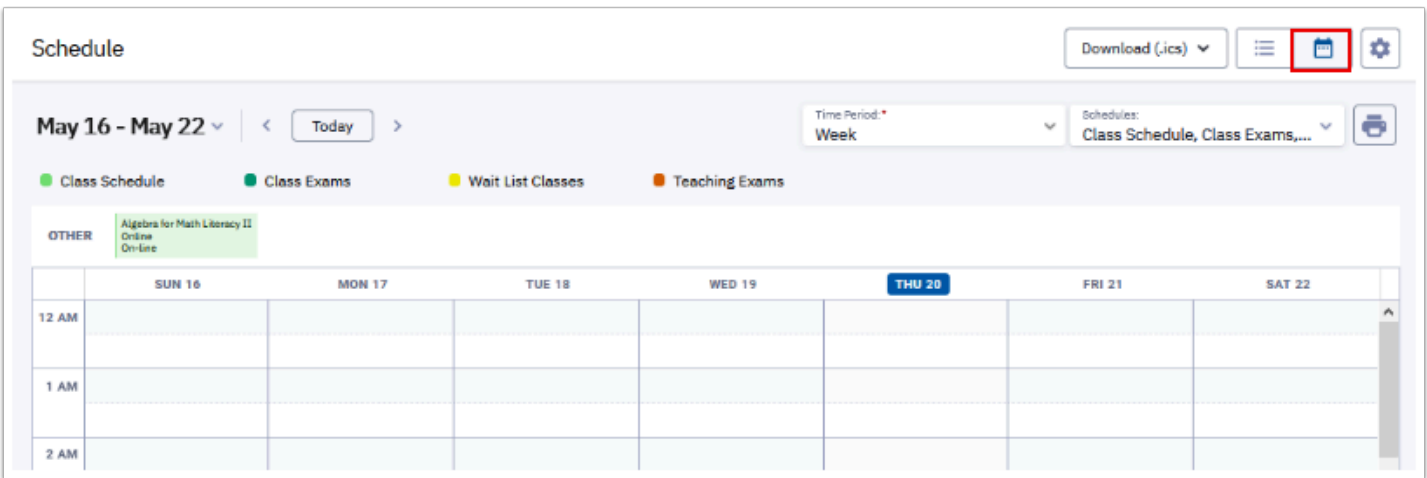 Schedule
Download (.ics)
May 16 - May 22
Today
Time Period:*
Week
Schedules:
Class Schedule, Class Exams,...
Class Schedule
Class Exams
Wait List Classes
Teaching Exams
OTHER
Algebra for Math Literacy II
Online
On-line
SUN 16 MON 17 TUE 18 WED 19 THU 20 FRI 21 SAT 22
12 AM
1 AM
2 AM